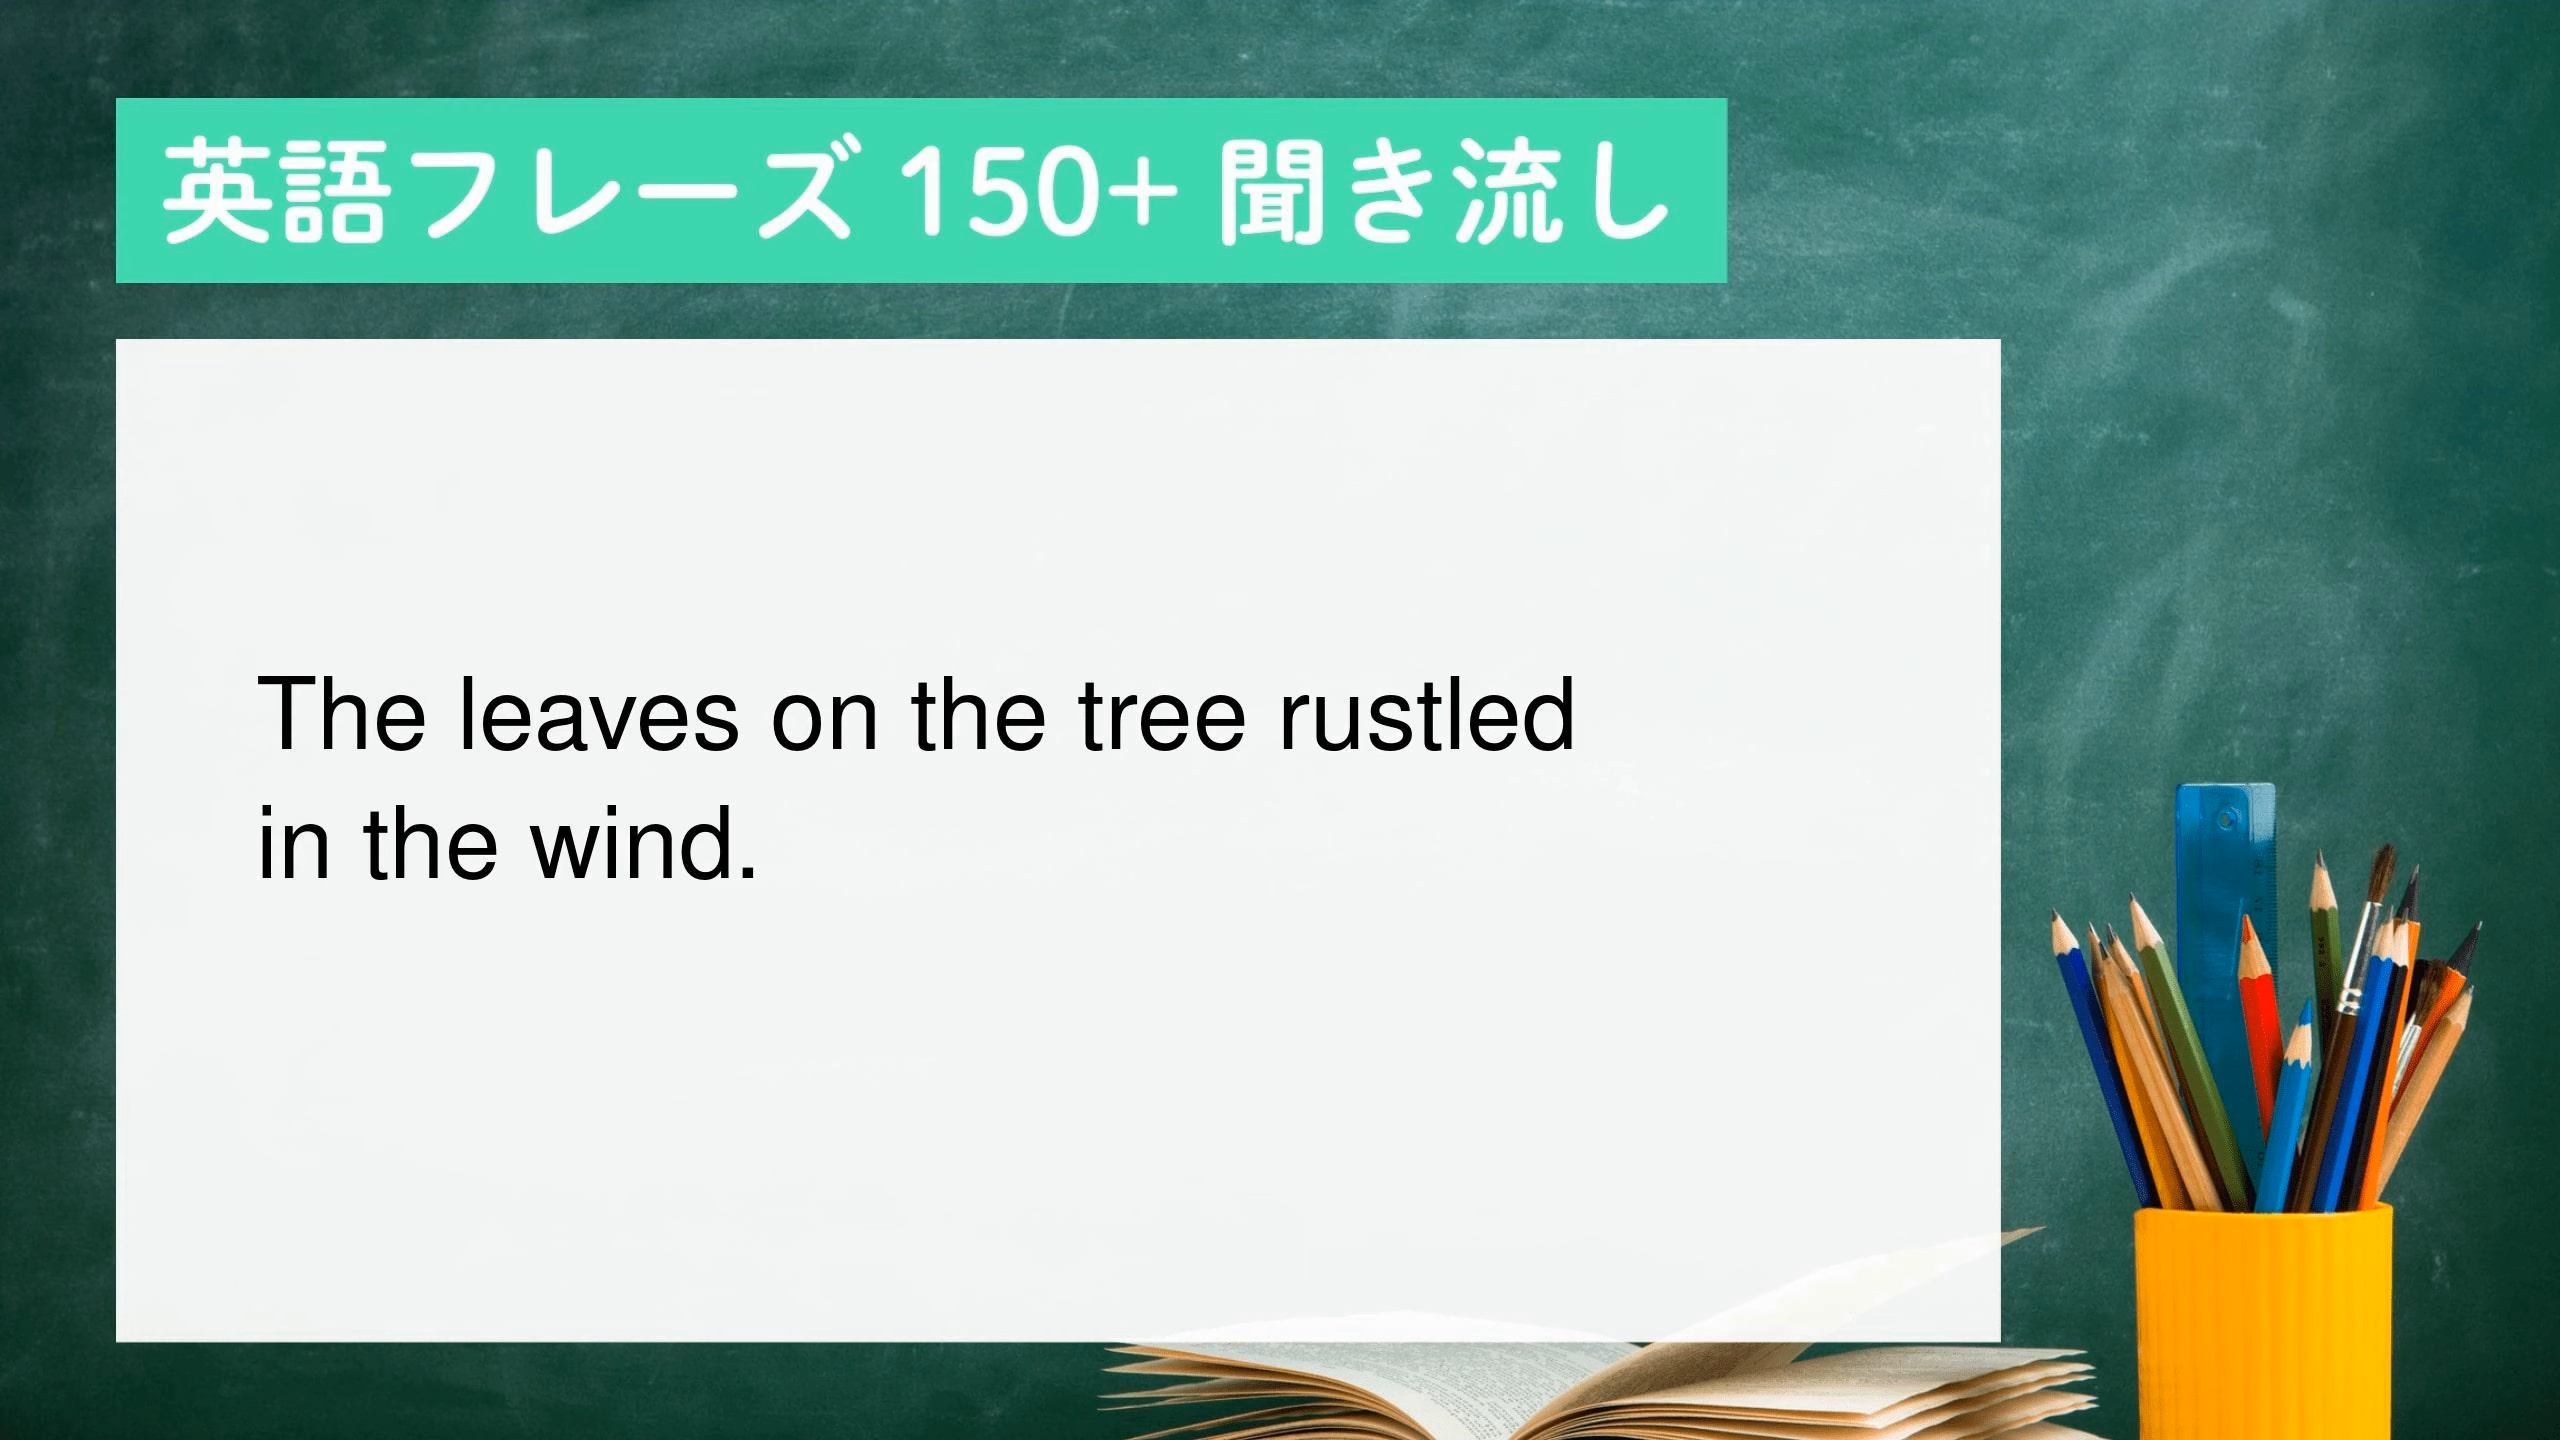 英語フレーズ 150+ 聞き流し
The leaves on the tree rustled
in the wind.